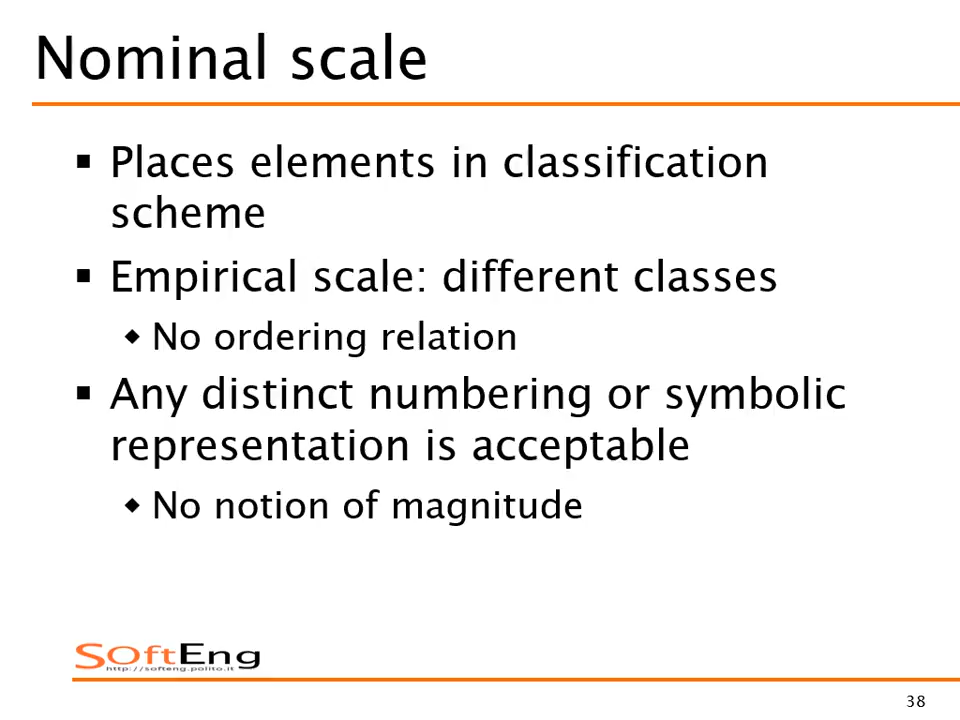 Nominal scale
▪ Places elements in classification
scheme
▪ Empirical scale: different classes
◆ No ordering relation
▪ Any distinct numbering or symbolic
representation is acceptable
◆ No notion of magnitude
SOftEng
http://softeng.polito.it
38